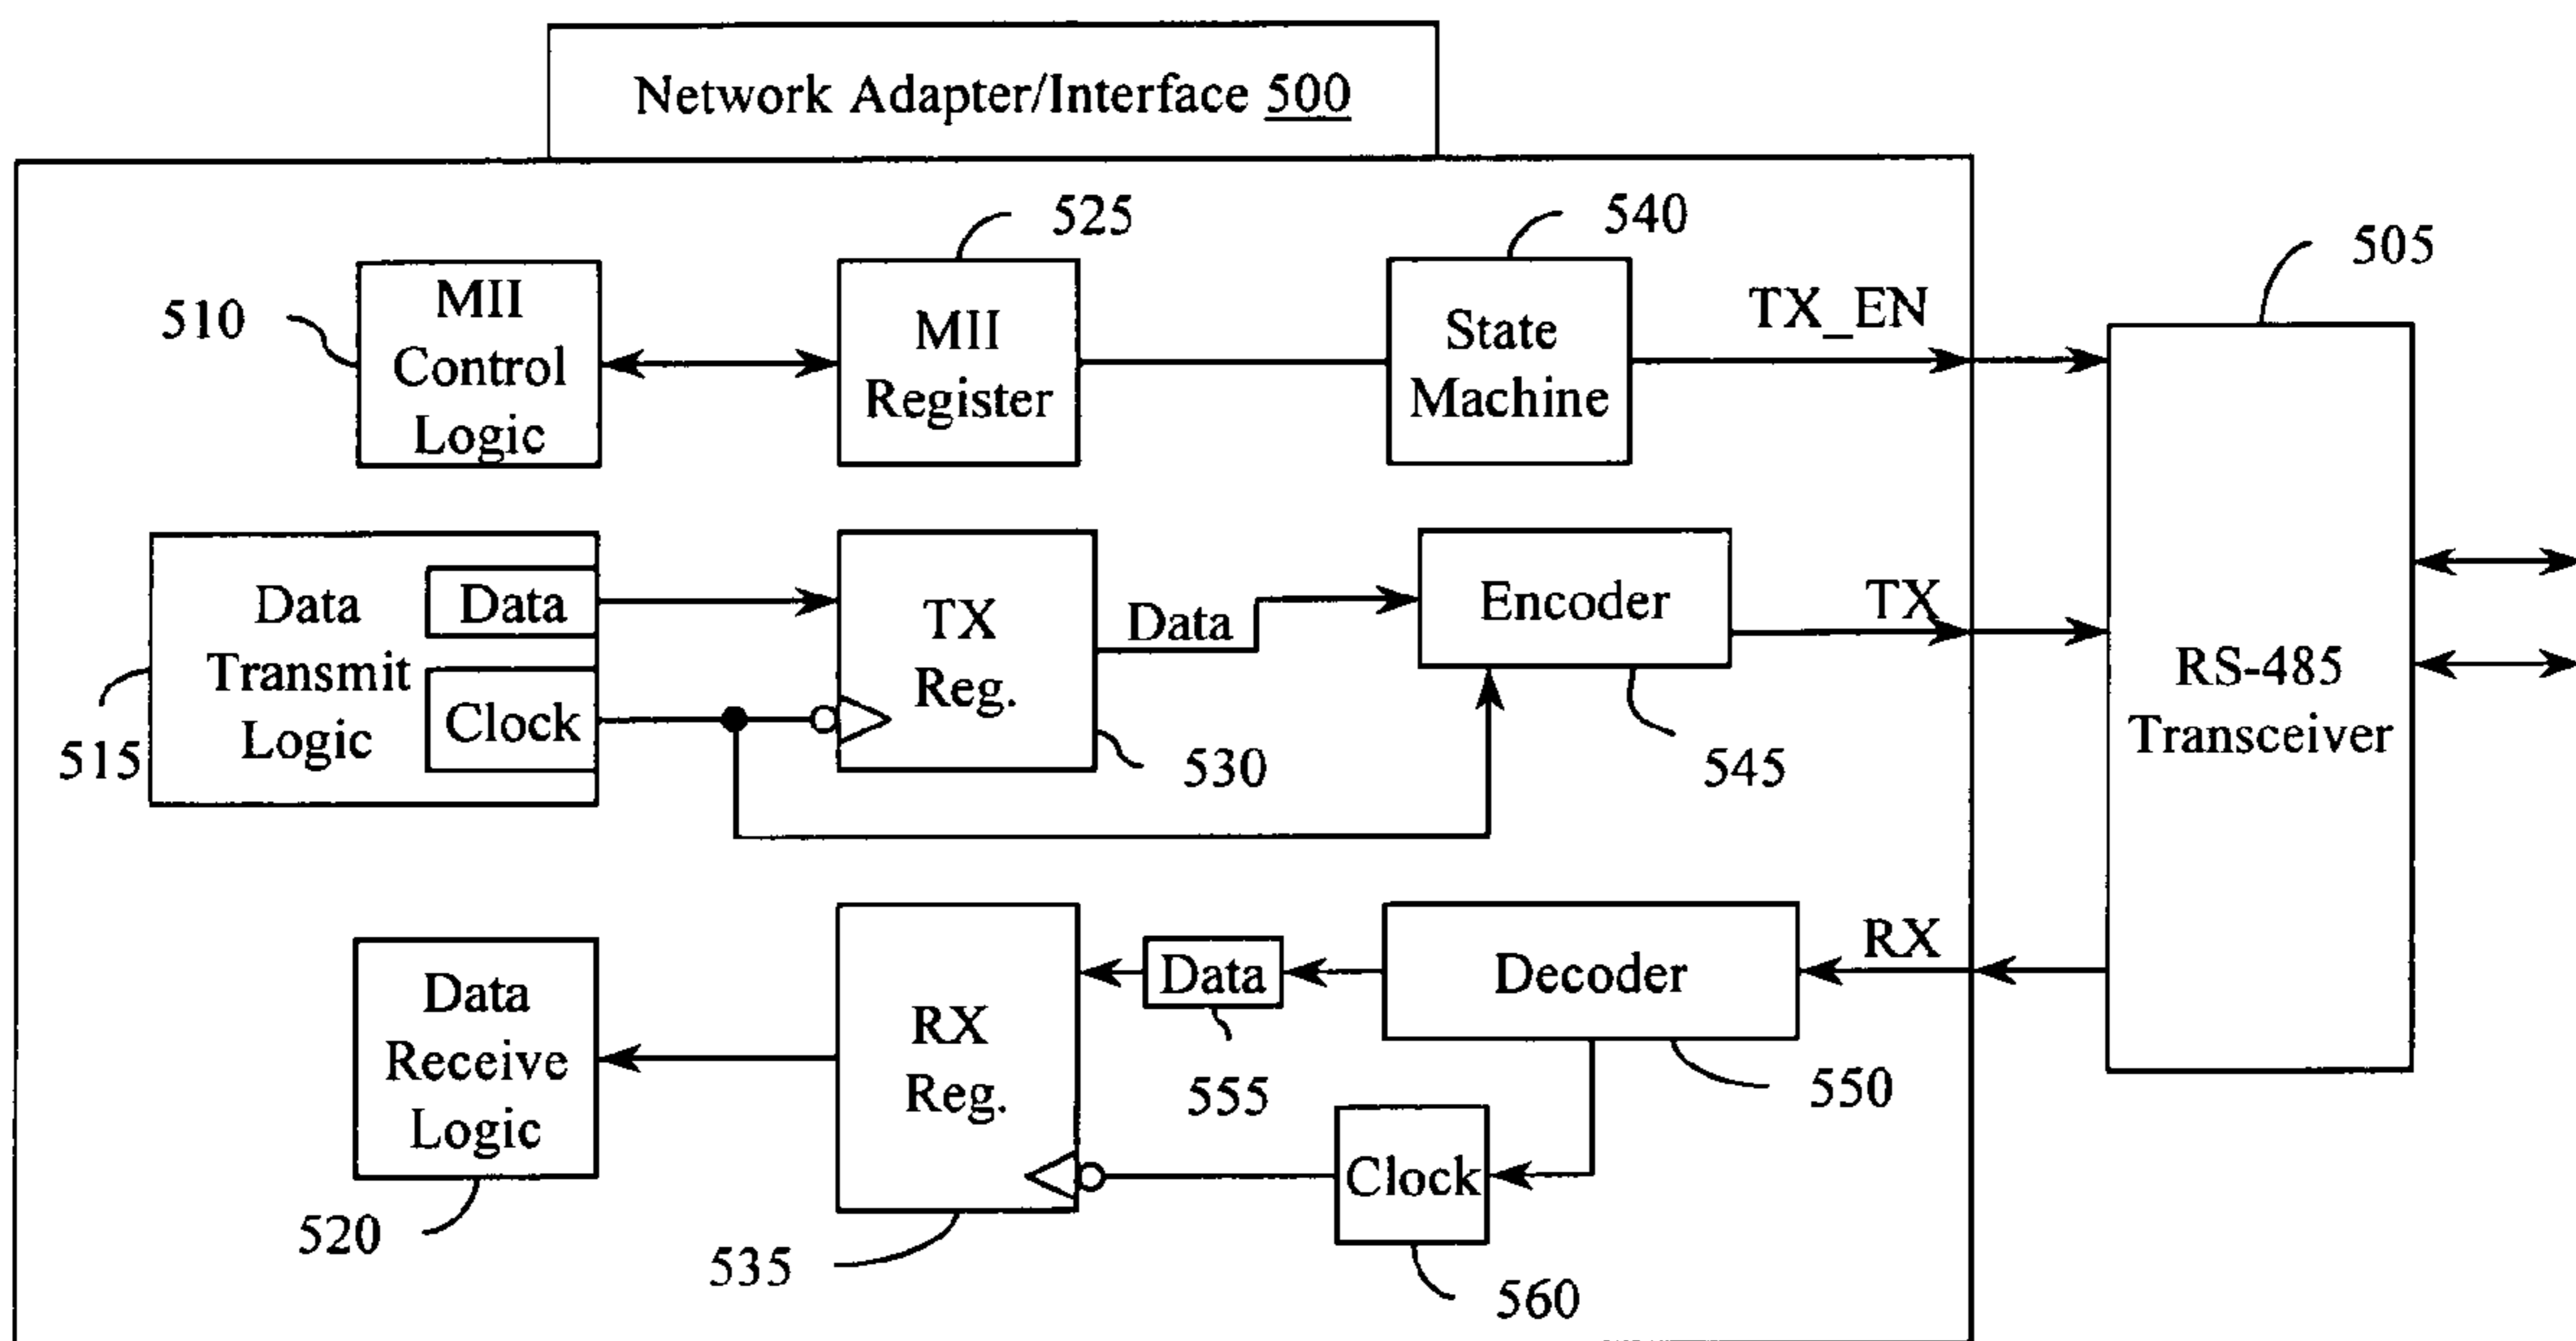 Network Adapter/Interface 500
525
540
505
510
MII
Control
Logic
MII
Register
State
Machine
TX_EN
Data
Transmit
Logic
Data
Clock
515
TX
Reg.
530
Data
Encoder
545
TX
RS-485
Transceiver
Data
Receive
Logic
520
RX
Reg.
535
Data
555
Decoder
550
RX
Clock
560